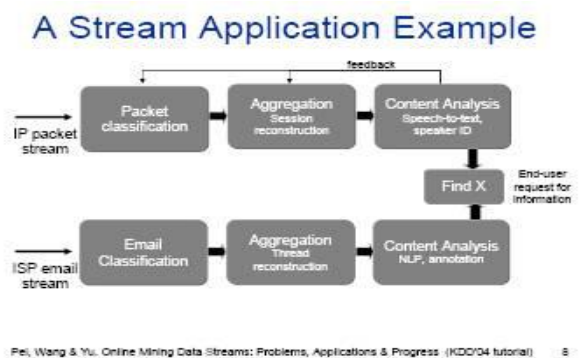 A Stream Application Example
feedback
IP packet
stream
Packet
classification
Aggregation
Session
reconstruction
Content Analysis
Speech-to-text,
speaker ID
Find X
End-user
request for
information
ISP email
stream
Email
Classification
Aggregation
Thread
reconstruction
Content Analysis
NLP, annotation
Pei, Wang & Yu. Online Mining Data Streams: Problems, Applications & Progress (KDD'04 tutorial) 8